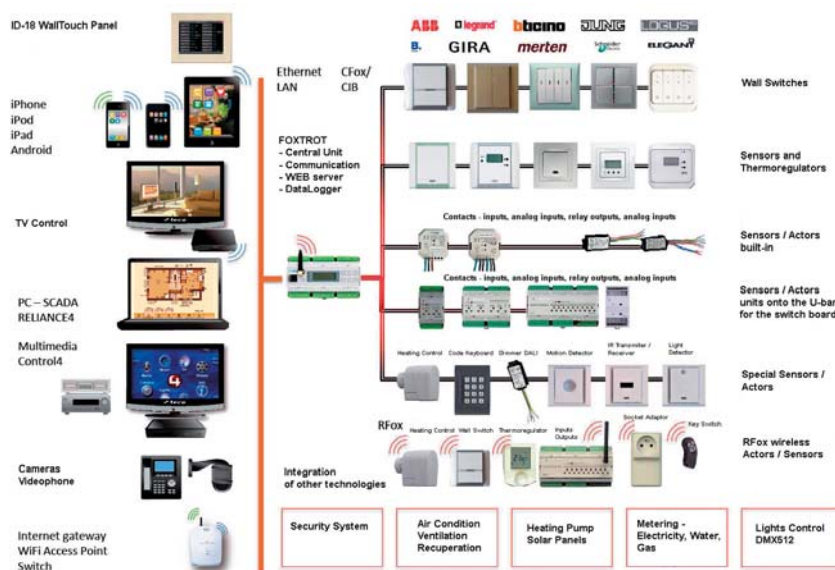 ID-18 WallTouch Panel
iPhone
iPod
iPad
Android
TV Control
PC – SCADA
RELIANCE4
Multimedia
Control4
Cameras
Videophone
Internet gateway
WiFi Access Point
Switch
Ethernet
LAN
CFox/
CIB
FOXTROT
- Central Unit
- Communication
- WEB server
- DataLogger
ABB
legrand
bticino
JUNG
LOGUS
B.
GIRA
merten
Schneider
ELEGANT
Wall Switches
Sensors and
Thermoregulators
Contacts - inputs, analog inputs, relay outputs, analog inputs
Sensors / Actors
built-in
Contacts - inputs, analog inputs, relay outputs, analog inputs
Sensors / Actors
units onto the U-bar
for the switch board
Heating Control
Code Keyboard
Dimmer DALI
Motion Detector
IR Transmiter /
Receiver
Light
Detector
Special Sensors /
Actors
RFox
Heating Control
Wall Switch
Thermoregulator
Inputs
Outputs
Socket Adaptor
Key Switch
RFox wireless
Actors / Sensors
Integration
of other technologies
Security System
Air Condition
Ventilation
Recuperation
Heating Pump
Solar Panels
Metering -
Electricity, Water,
Gas
Lights Control
DMX512